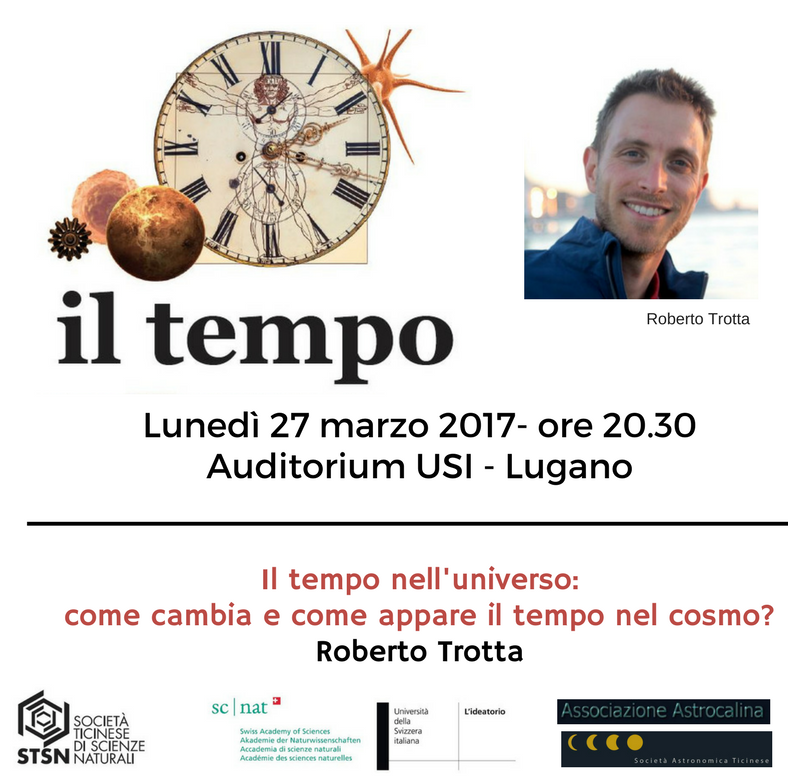 il tempo
Roberto Trotta
Lunedì 27 marzo 2017- ore 20.30
Auditorium USI - Lugano
Il tempo nell'universo:
come cambia e come appare il tempo nel cosmo?
Roberto Trotta
STSN
SOCIETÀ
TICINESE
DI SCIENZE
NATURALI
sc | nat
Swiss Academy of Sciences
Akademie der Naturwissenschaften
Accademia di scienze naturali
Académie des sciences naturelles
Università
della
Svizzera
italiana
L'ideatorio
Associazione Astrocalina
Società Astronomica Ticinese